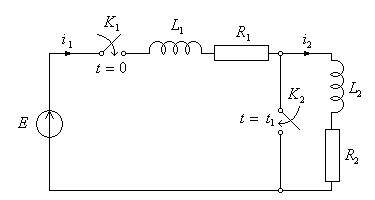 K₁
L₁
R₁
i₁
i₂
t = 0
K₂
L₂
t = t₁
E
R₂